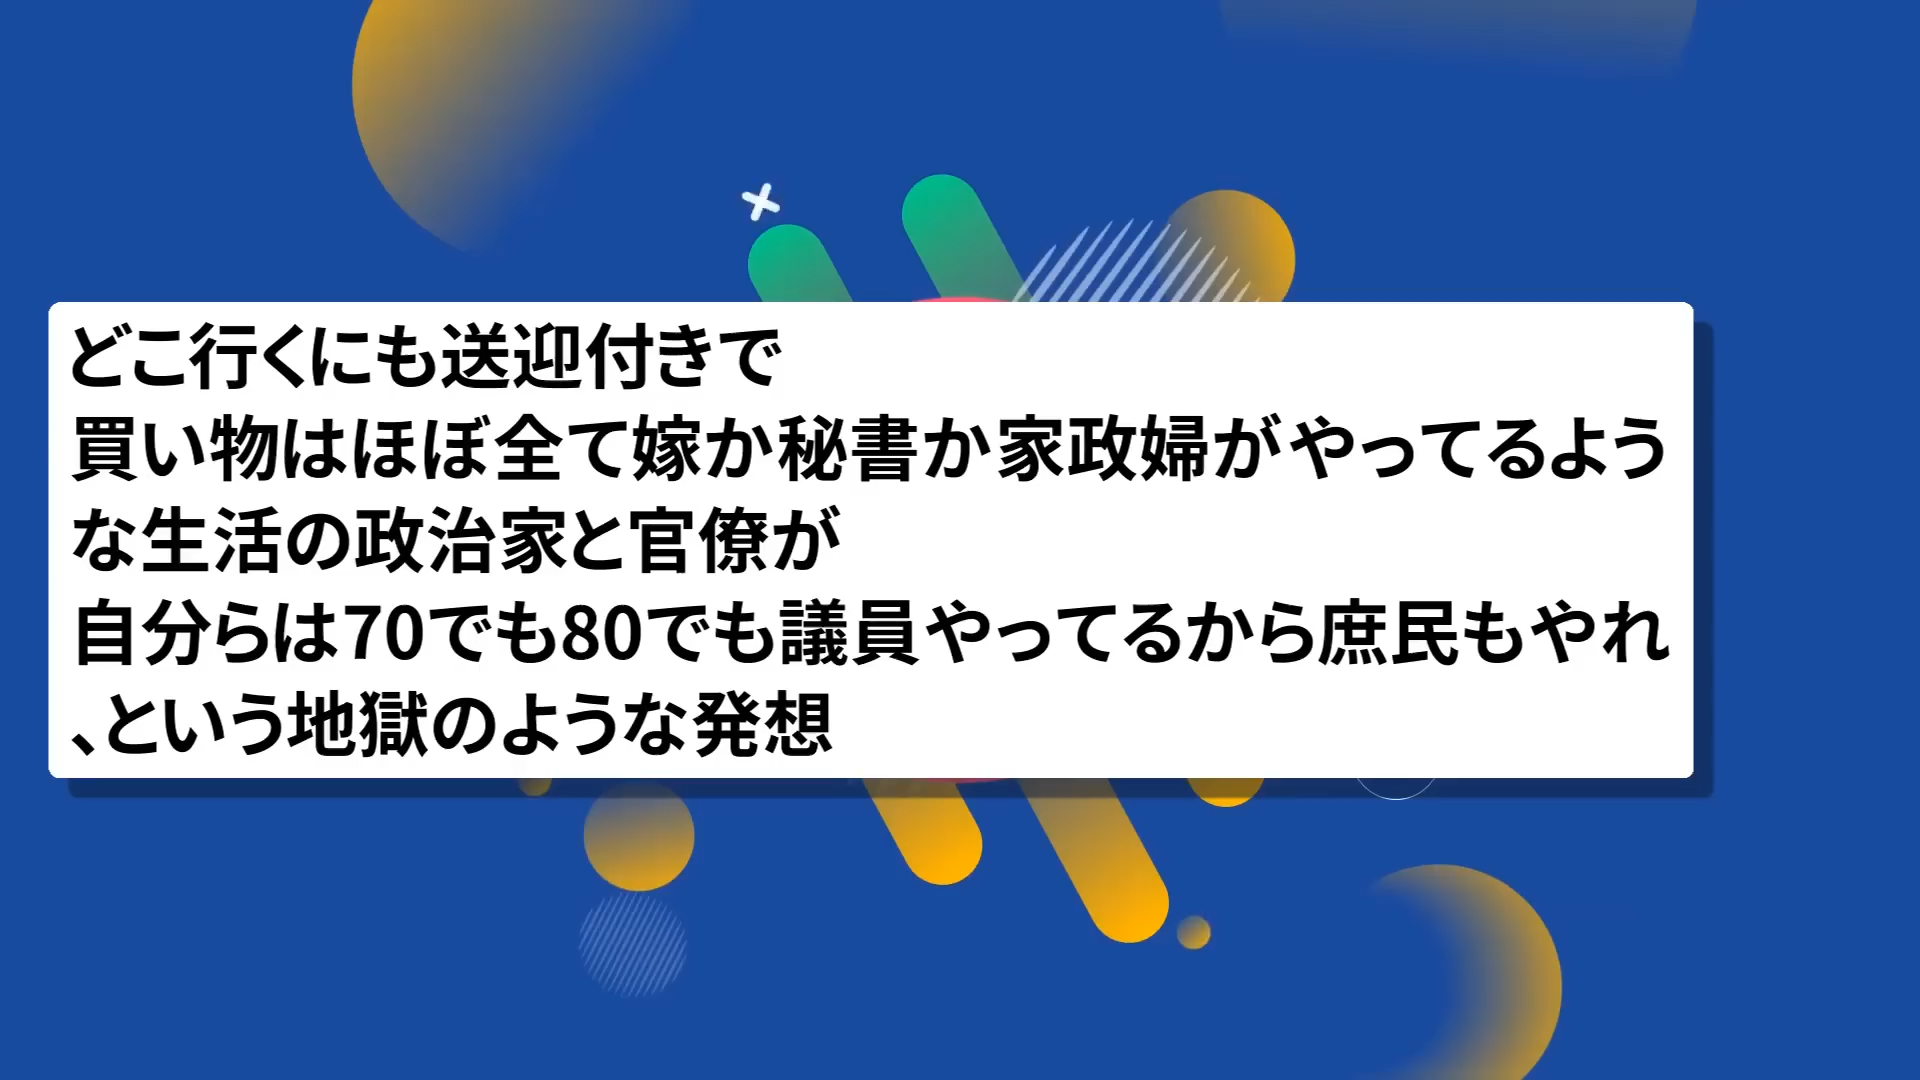 どこ行くにも送迎付きで
買い物はほぼ全て嫁か秘書か家政婦がやってるよう
な生活の政治家と官僚が
自分らは70でも80でも議員やってるから庶民もやれ
、という地獄のような発想